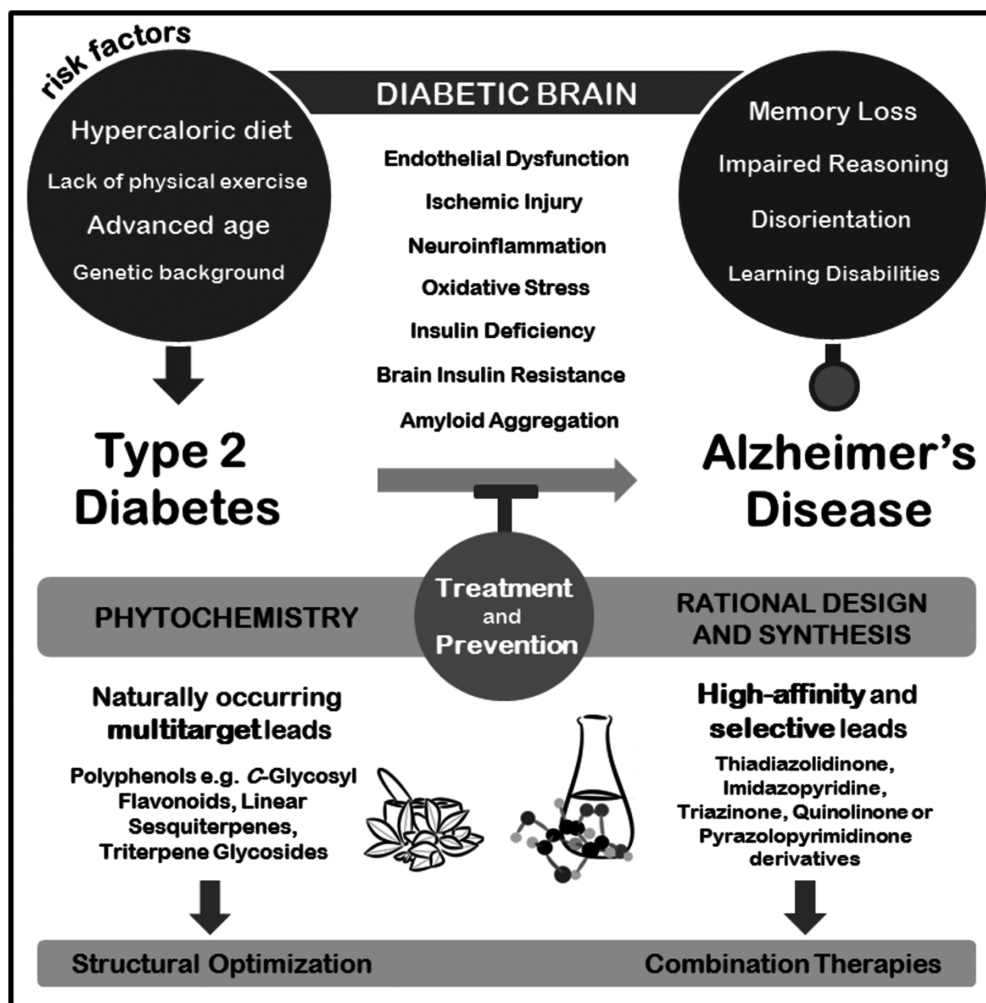 risk factors
Hypercaloric diet
Lack of physical exercise
Advanced age
Genetic background
DIABETIC BRAIN
Endothelial Dysfunction
Ischemic Injury
Neuroinflammation
Oxidative Stress
Insulin Deficiency
Brain Insulin Resistance
Amyloid Aggregation
Memory Loss
Impaired Reasoning
Disorientation
Learning Disabilities
Type 2
Diabetes
Alzheimer's
Disease
Treatment
and
Prevention
PHYTOCHEMISTRY
RATIONAL DESIGN
AND SYNTHESIS
Naturally occurring
multitarget leads
Polyphenols e.g. C-Glycosyl
Flavonoids, Linear
Sesquiterpenes,
Triterpene Glycosides
High-affinity and
selective leads
Thiadiazolidinone,
Imidazopyridine,
Triazinone, Quinolinone or
Pyrazolopyrimidinone
derivatives
Structural Optimization
Combination Therapies